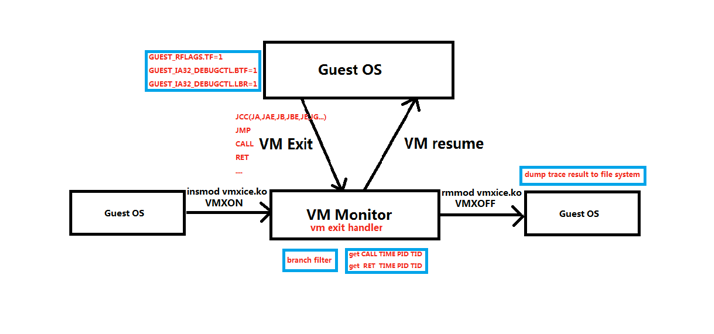 GUEST_RFLAGS.TF=1
GUEST_IA32_DEBUGCTL.BTF=1
GUEST_IA32_DEBUGCTL.LBR=1
Guest OS
JCC(JA,JAE,JB,JBE,JE,JG...)
JMP
CALL
RET
....
VM Exit
VM resume
dump trace result to file system
insmod vmxice.ko
VMXON
Guest OS
VM Monitor
vm exit handler
rmmod vmxice.ko
VMXOFF
Guest OS
branch filter
get CALL TIME PID TID
get RET TIME PID TID